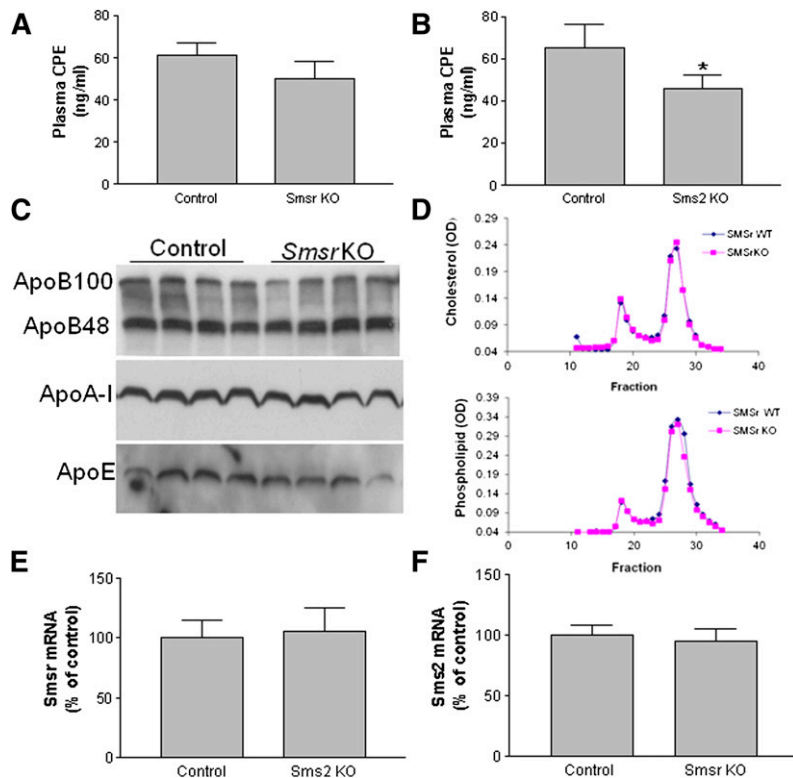 A
Plasma CPE
(ng/ml)
80
60
40
20
0
Control
Smsr KO
B
Plasma CPE
(ng/ml)
80
60
40
20
0
*
Control
Sms2 KO
C
Control
SmsrKO
ApoB100
ApoB48
ApoA-I
ApoE
D
Cholesterol (OD)
0.29
0.24
0.19
0.14
0.09
0.04
0
10
20
30
40
Fraction
SMSr WT
SMSrKO
Phospholipid (OD)
0.39
0.34
0.29
0.24
0.19
0.14
0.09
0.04
0
10
20
30
40
Fraction
SMSr WT
SMSr KO
E
Smsr mRNA
(% of control)
150
100
50
0
Control
Sms2 KO
F
Sms2 mRNA
(% of control)
150
100
50
0
Control
Smsr KO